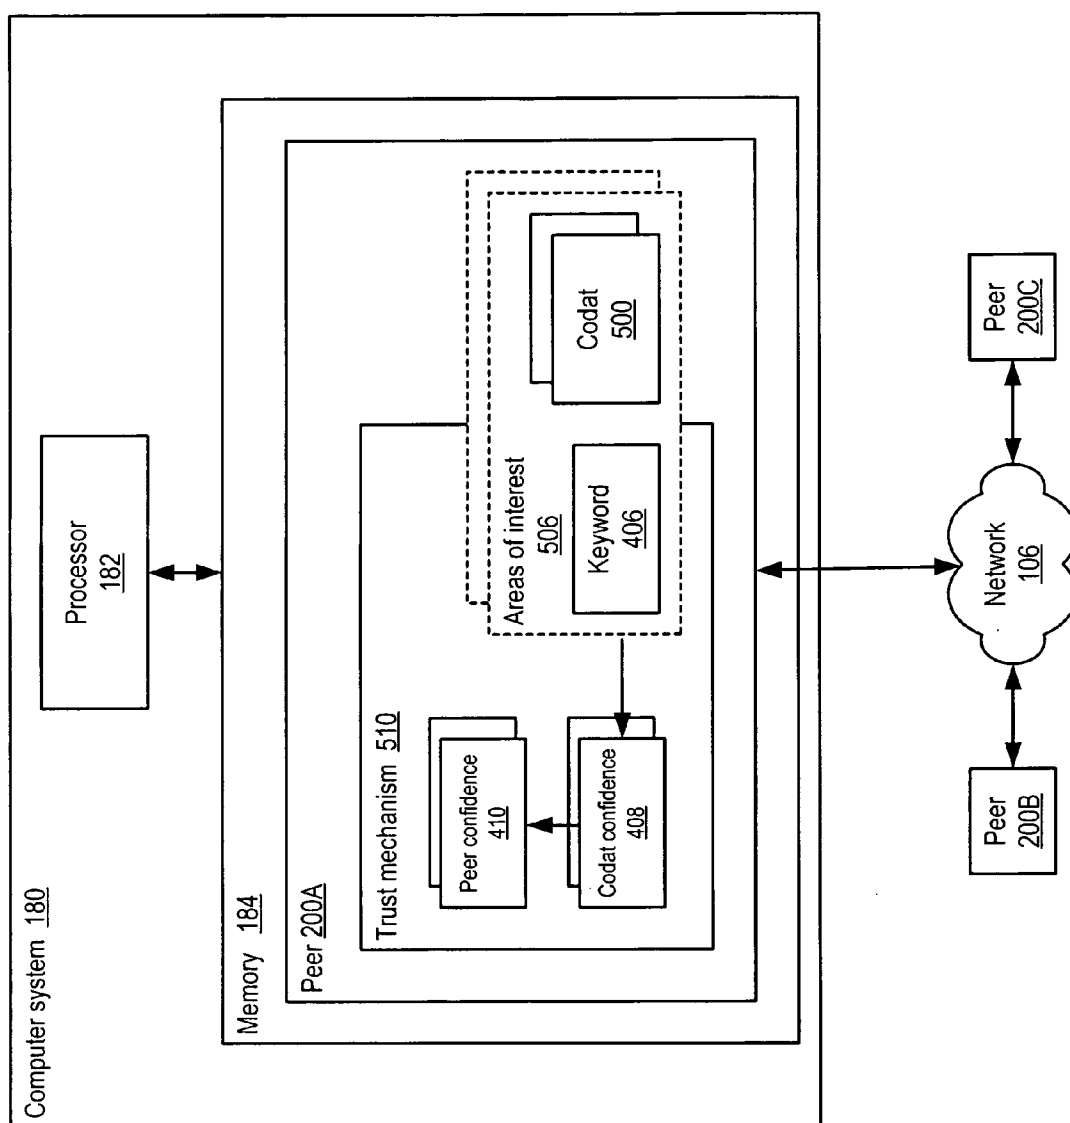 Computer system 180
Processor
182
Memory 184
Peer 200A
Trust mechanism 510
Peer confidence
410
Codat confidence
408
Areas of interest
506
Keyword
406
Codat
500
Peer
200B
Network
106
Peer
200C